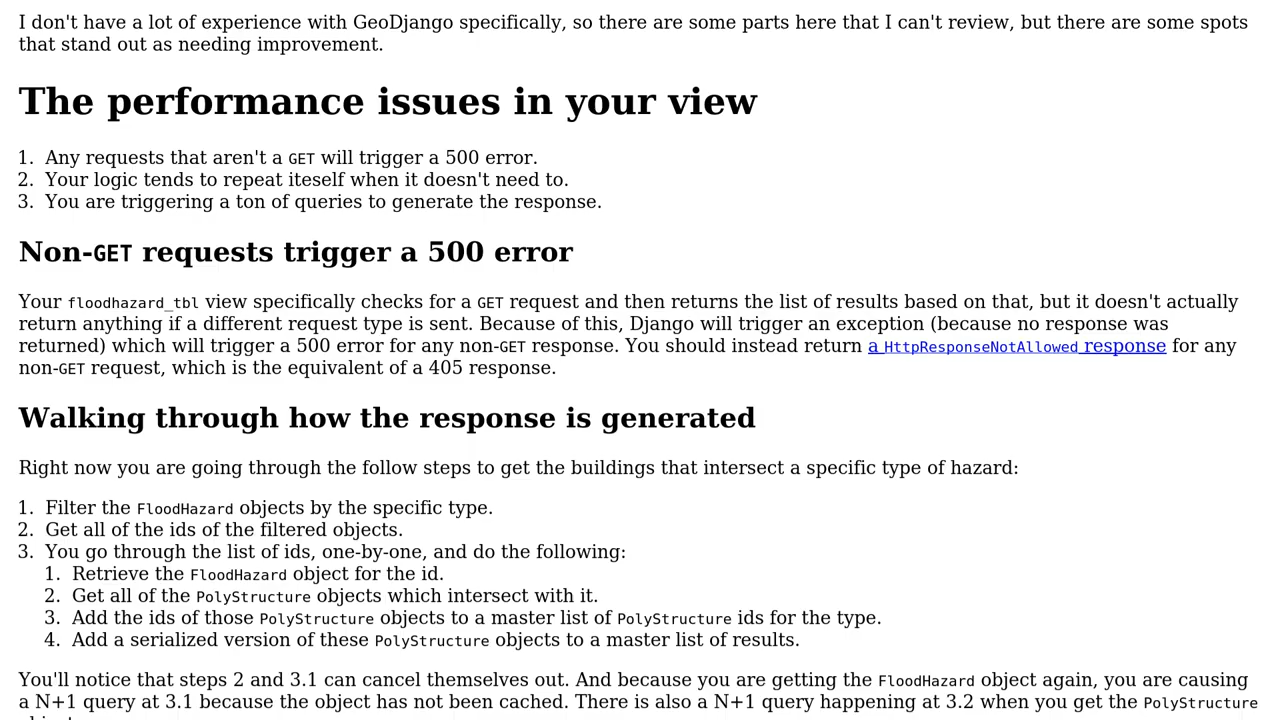 I don't have a lot of experience with GeoDjango specifically, so there are some parts here that I can't review, but there are some spots
that stand out as needing improvement.
The performance issues in your view
1. Any requests that aren't a GET will trigger a 500 error.
2. Your logic tends to repeat iteself when it doesn't need to.
3. You are triggering a ton of queries to generate the response.
Non-GET requests trigger a 500 error
Your floodhazard_tbl view specifically checks for a GET request and then returns the list of results based on that, but it doesn't actually
return anything if a different request type is sent. Because of this, Django will trigger an exception (because no response was
returned) which will trigger a 500 error for any non-GET response. You should instead return a HttpResponseNotAllowed response for any
non-GET request, which is the equivalent of a 405 response.
Walking through how the response is generated
Right now you are going through the follow steps to get the buildings that intersect a specific type of hazard:
1. Filter the FloodHazard objects by the specific type.
2. Get all of the ids of the filtered objects.
3. You go through the list of ids, one-by-one, and do the following:
1. Retrieve the FloodHazard object for the id.
2. Get all of the PolyStructure objects which intersect with it.
3. Add the ids of those PolyStructure objects to a master list of PolyStructure ids for the type.
4. Add a serialized version of these PolyStructure objects to a master list of results.
You'll notice that steps 2 and 3.1 can cancel themselves out. And because you are getting the FloodHazard object again, you are causing
a N+1 query at 3.1 because the object has not been cached. There is also a N+1 query happening at 3.2 when you get the PolyStructure